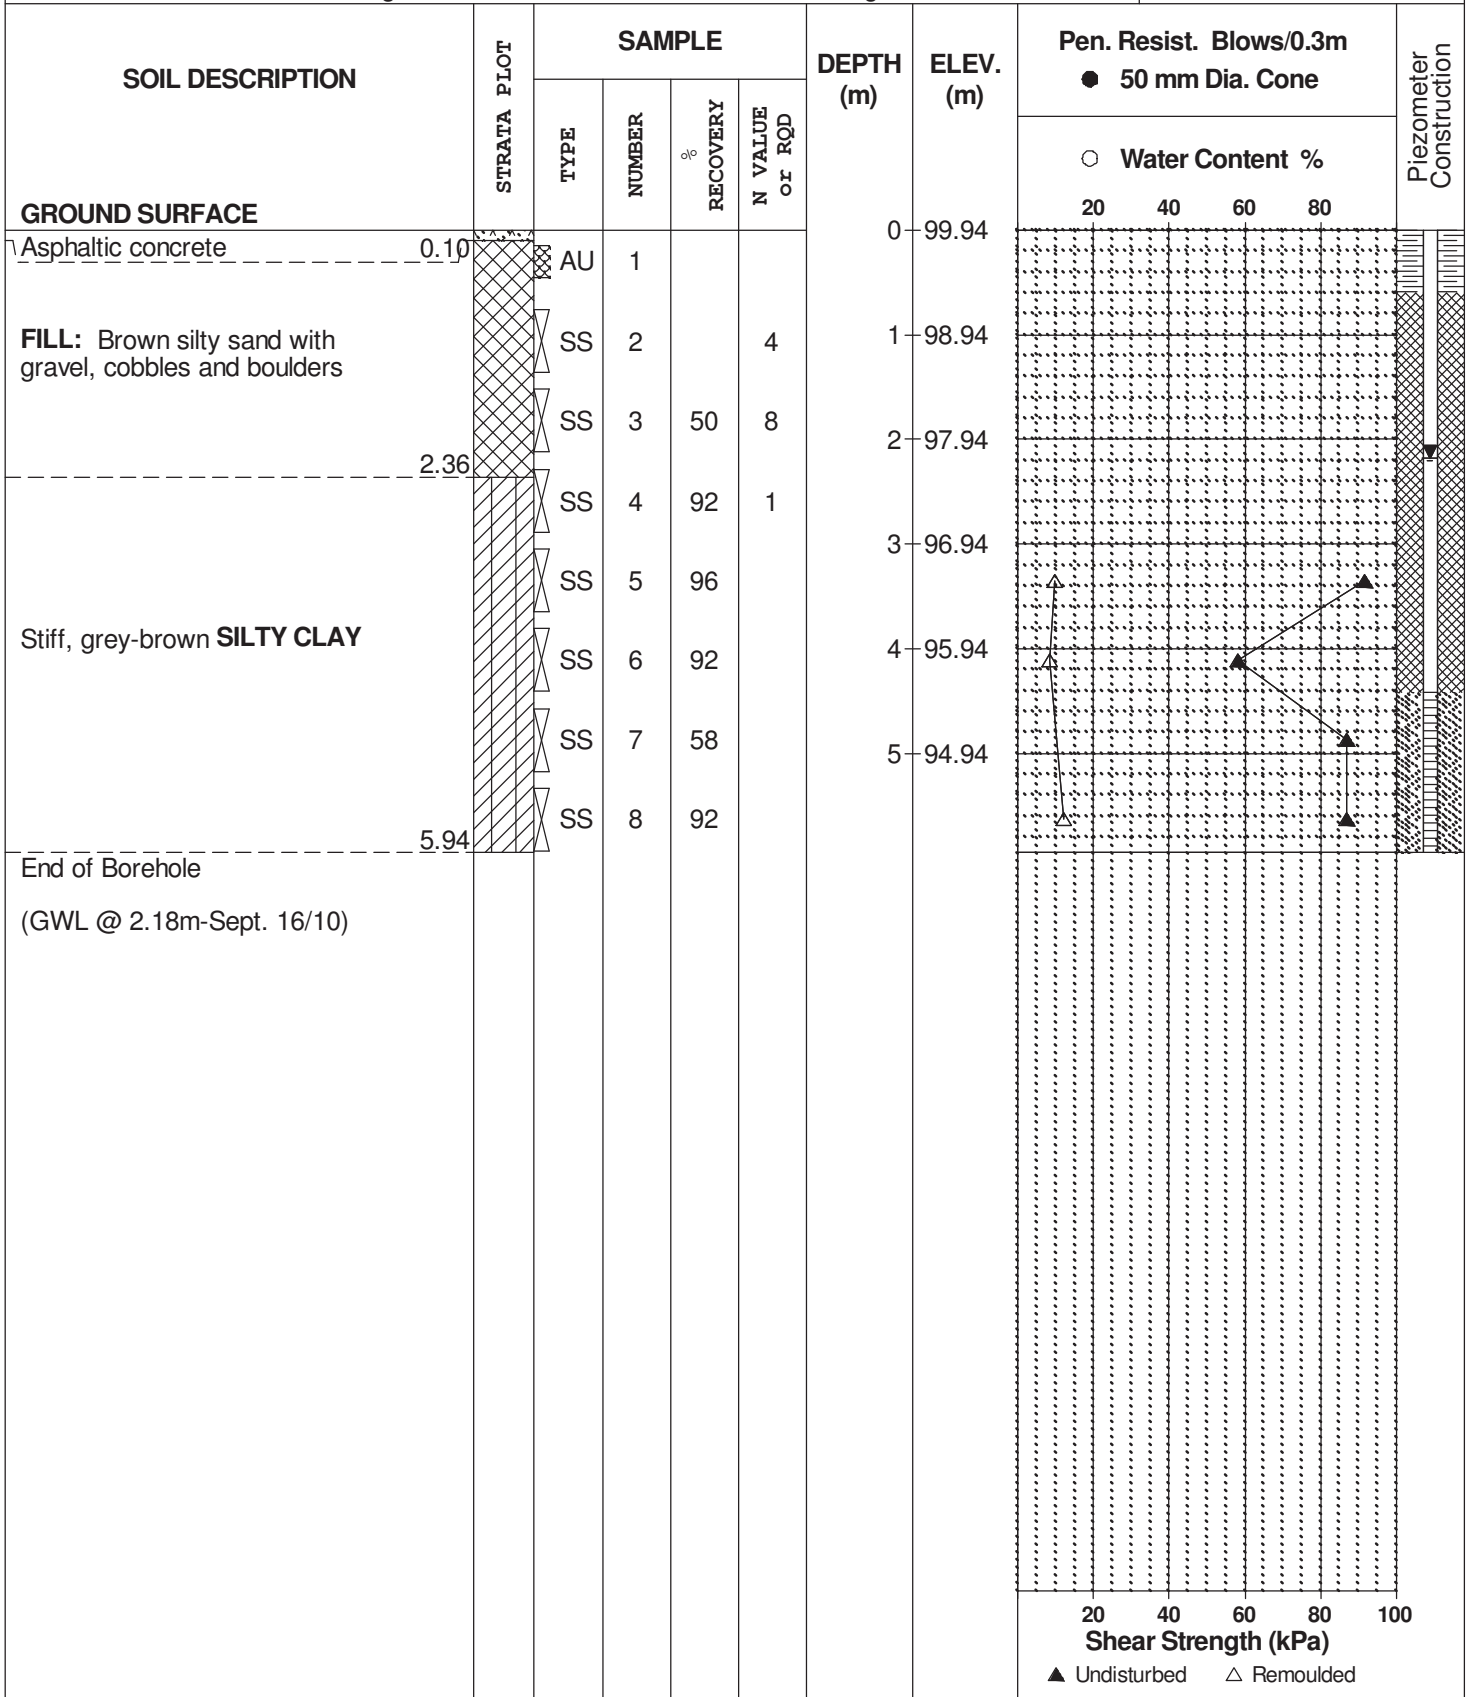 SOIL DESCRIPTION
STRATA PLOT
SAMPLE
TYPE
NUMBER
% RECOVERY
N VALUE or RQD
DEPTH (m)
ELEV. (m)
Pen. Resist. Blows/0.3m
● 50 mm Dia. Cone
○ Water Content %
Piezometer Construction
20 40 60 80
GROUND SURFACE
0 99.94
Asphaltic concrete 0.10
AU 1
FILL: Brown silty sand with
gravel, cobbles and boulders
SS 2 4
1 98.94
SS 3 50 8
2 97.94
2.36
SS 4 92 1
3 96.94
SS 5 96
Stiff, grey-brown SILTY CLAY
SS 6 92
4 95.94
SS 7 58
5 94.94
SS 8 92
5.94
End of Borehole
(GWL @ 2.18m-Sept. 16/10)
20 40 60 80 100
Shear Strength (kPa)
▲ Undisturbed △ Remoulded